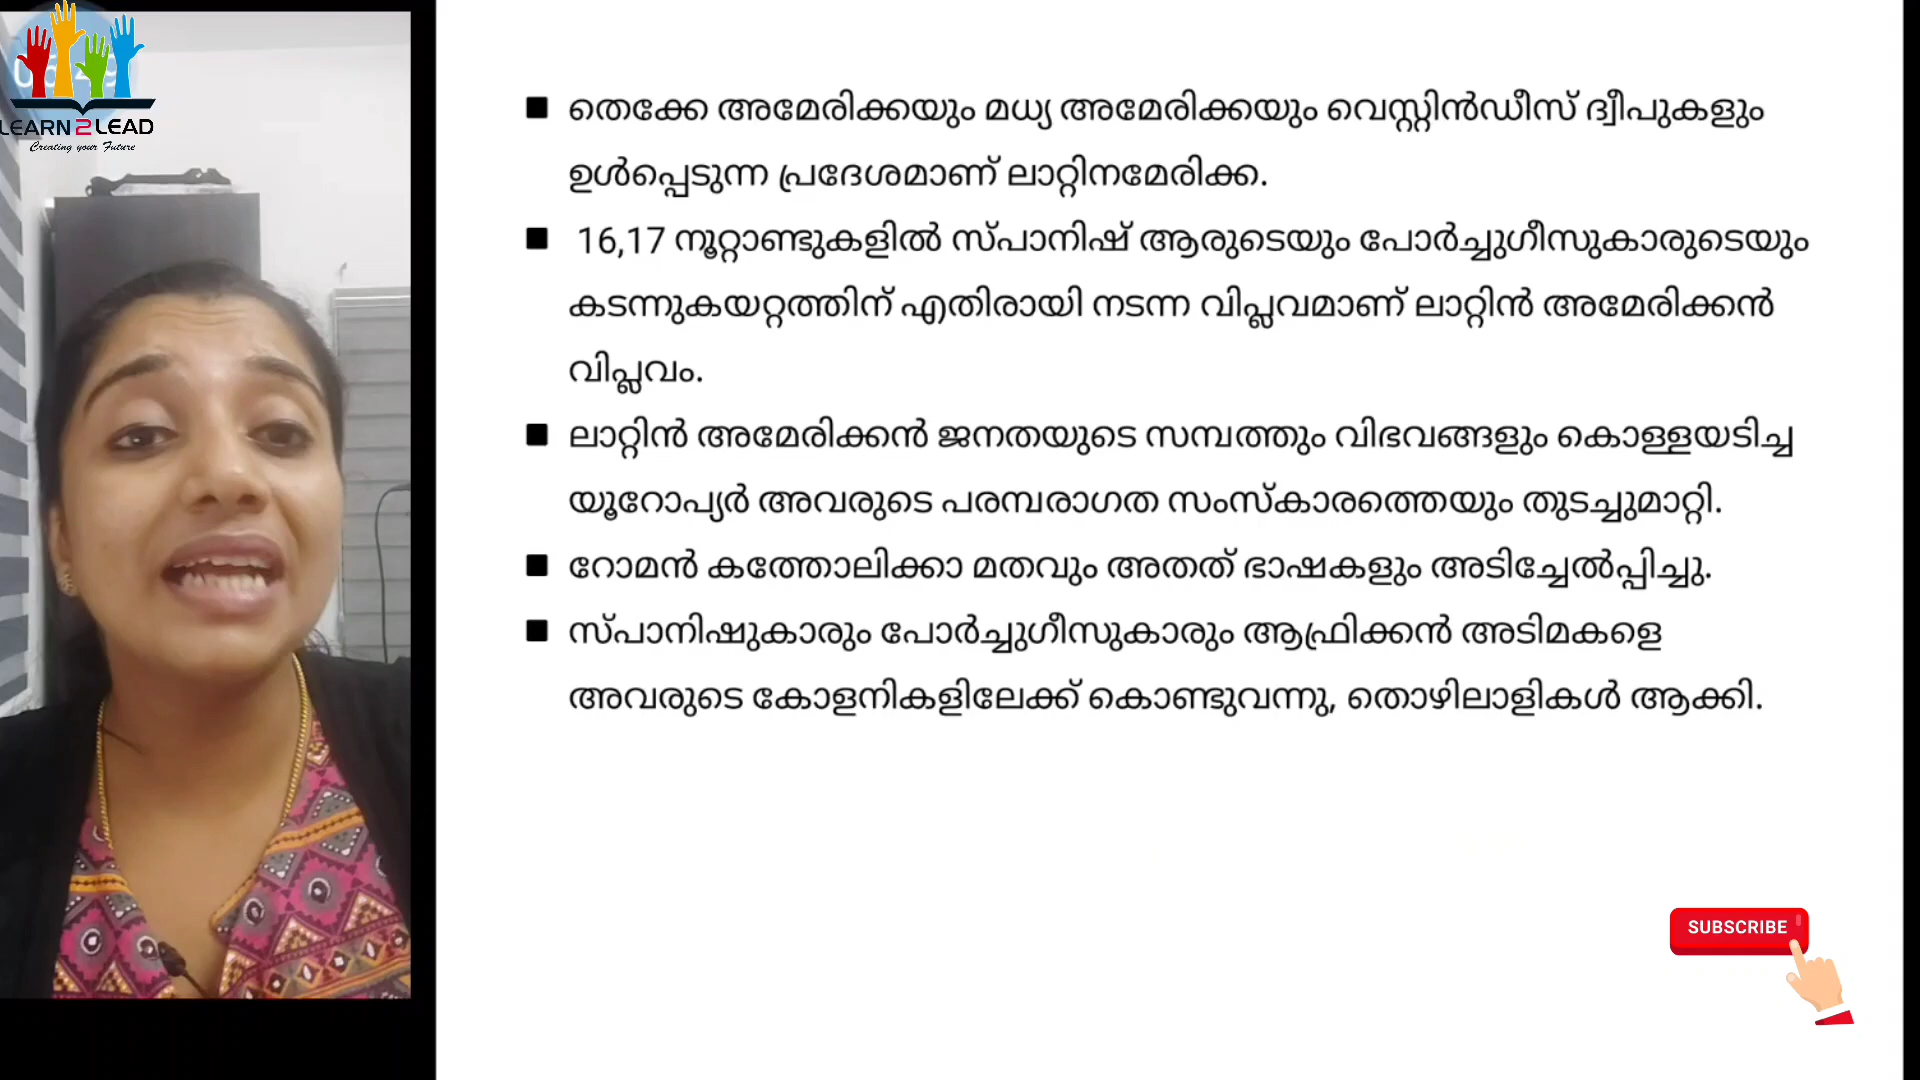 LEARN2LEAD
Creating your Future
■ തെക്കേ അമേരിക്കയും മധ്യ അമേരിക്കയും വെസ്റ്റിൻഡീസ് ദ്വീപുകളും
ഉൾപ്പെടുന്ന പ്രദേശമാണ് ലാറ്റിനമേരിക്ക.
■ 16,17 നൂറ്റാണ്ടുകളിൽ സ്പാനിഷ് ആരുടെയും പോർച്ചുഗീസുകാരുടെയും
കടന്നുകയറ്റത്തിന് എതിരായി നടന്ന വിപ്ലവമാണ് ലാറ്റിൻ അമേരിക്കൻ
വിപ്ലവം.
■ ലാറ്റിൻ അമേരിക്കൻ ജനതയുടെ സമ്പത്തും വിഭവങ്ങളും കൊള്ളയടിച്ച
യൂറോപ്യർ അവരുടെ പരമ്പരാഗത സംസ്കാരത്തെയും തുടച്ചുമാറ്റി.
■ റോമൻ കത്തോലിക്കാ മതവും അതത് ഭാഷകളും അടിച്ചേൽപ്പിച്ചു.
■ സ്പാനിഷുകാരും പോർച്ചുഗീസുകാരും ആഫ്രിക്കൻ അടിമകളെ
അവരുടെ കോളനികളിലേക്ക് കൊണ്ടുവന്നു, തൊഴിലാളികൾ ആക്കി.
SUBSCRIBE